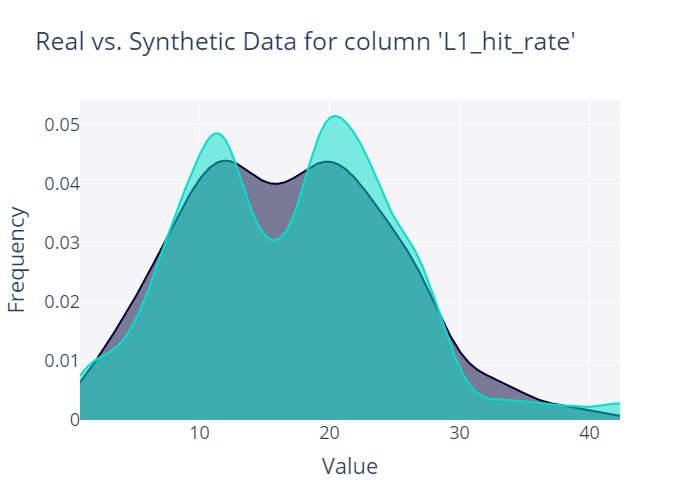 Real vs. Synthetic Data for column 'L1_hit_rate'
0.05
0.04
0.03
0.02
0.01
0
Frequency
10 20 30 40
Value